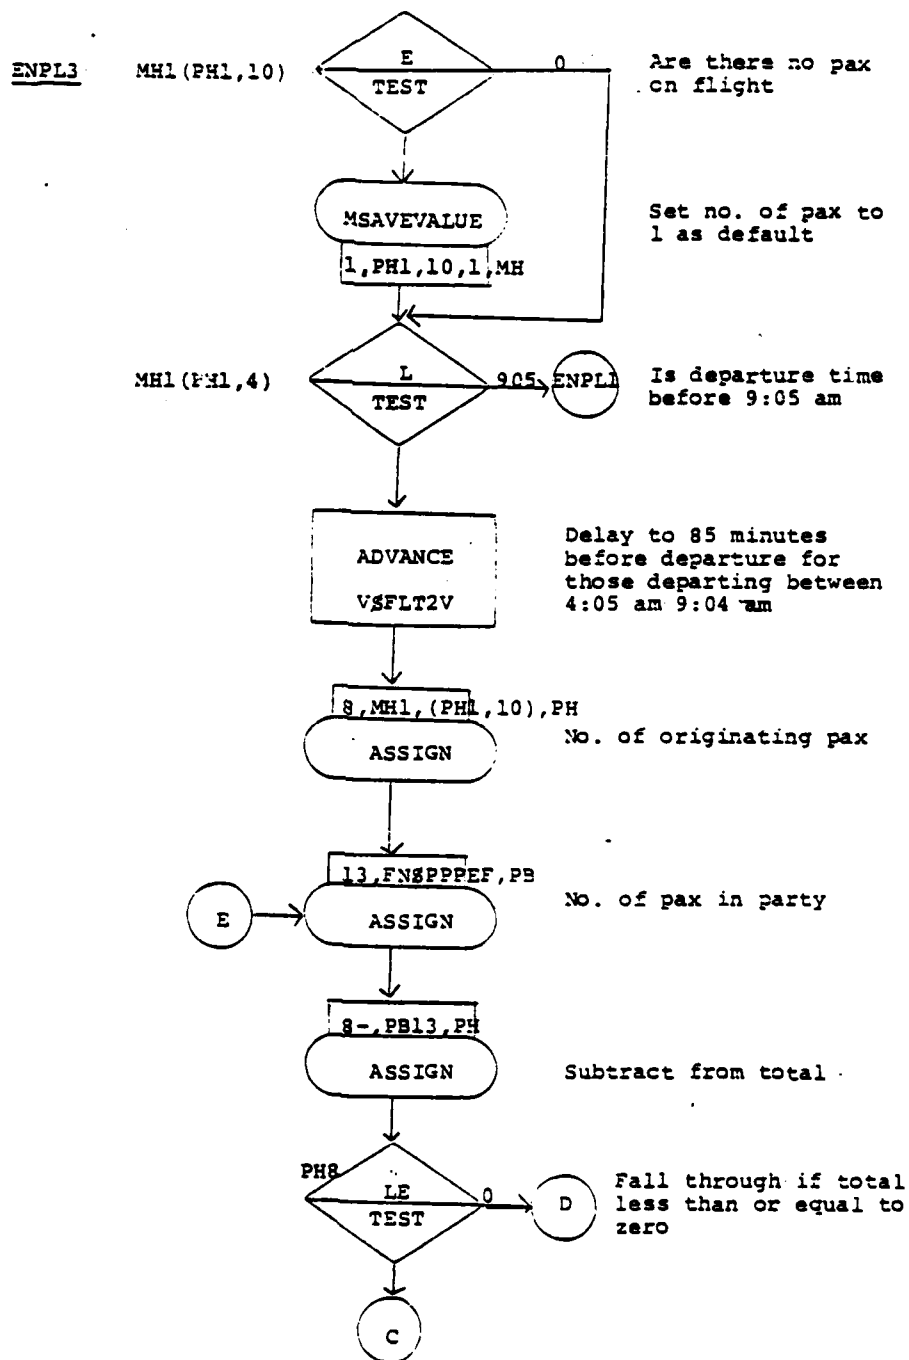 ENPL3 MH1(PH1,10) E 0 Are there no pax
TEST on flight
MSAVEVALUE Set no. of pax to
1 as default
1,PH1,10,1,MH
MH1(PH1,4) L 905 ENPL1 Is departure time
TEST before 9:05 am
Delay to 85 minutes
ADVANCE before departure for
those departing between
V$FLT2V 4:05 am 9:04 am
8,MH1,(PH1,10),PH
ASSIGN No. of originating pax
13,FN$PPPEF,PB
E ASSIGN No. of pax in party
8-,PB13,PH
ASSIGN Subtract from total
PH8 LE 0 D Fall through if total
TEST less than or equal to
zero
C